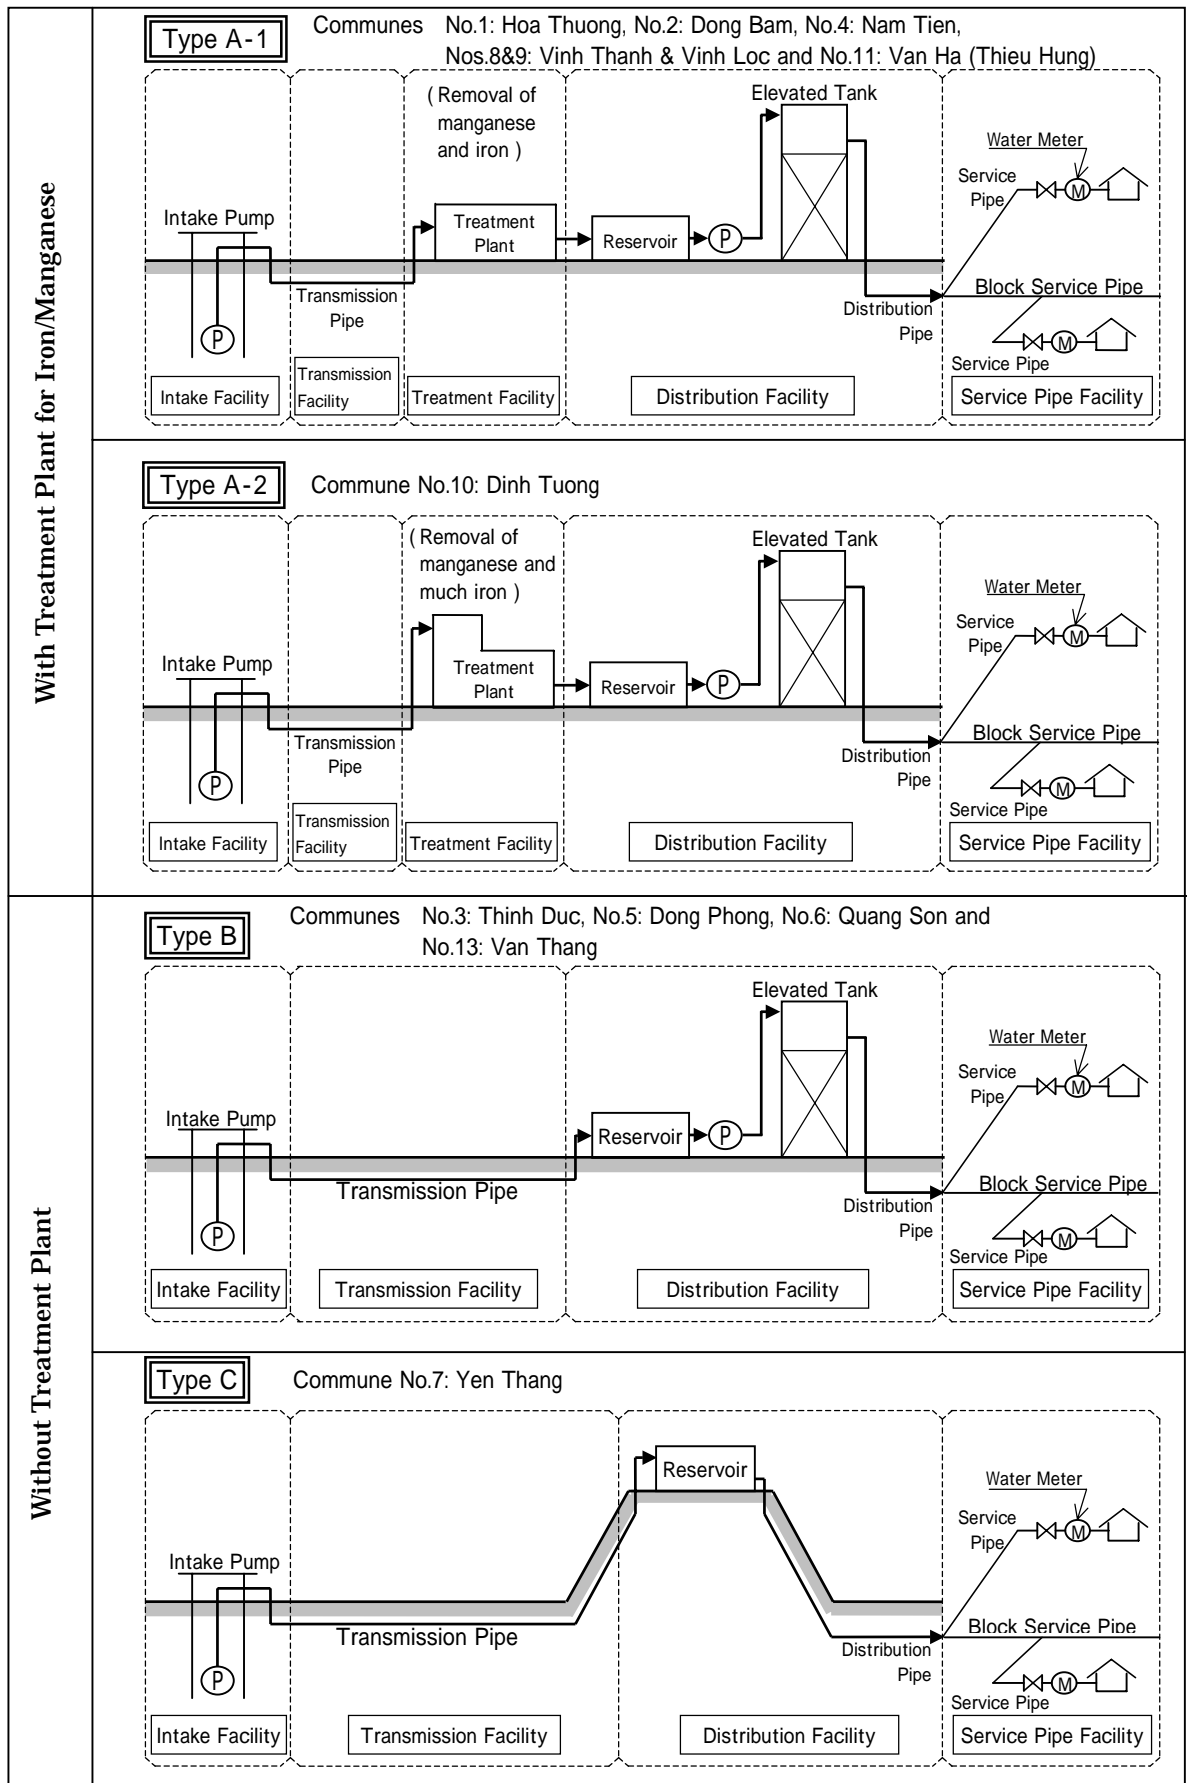 With Treatment Plant for Iron/Manganese
Type A-1
Communes No.1: Hoa Thuong, No.2: Dong Bam, No.4: Nam Tien,
Nos.8&9: Vinh Thanh & Vinh Loc and No.11: Van Ha (Thieu Hung)
( Removal of
manganese
and iron )
Elevated Tank
Water Meter
Service
Pipe
M
Intake Pump
Treatment
Plant
Reservoir
P
Transmission
Pipe
P
Distribution
Pipe
Block Service Pipe
M
Service Pipe
Intake Facility
Transmission
Facility
Treatment Facility
Distribution Facility
Service Pipe Facility
Type A-2
Commune No.10: Dinh Tuong
( Removal of
manganese and
much iron )
Elevated Tank
Water Meter
Service
Pipe
M
Intake Pump
Treatment
Plant
Reservoir
P
Transmission
Pipe
P
Distribution
Pipe
Block Service Pipe
M
Service Pipe
Intake Facility
Transmission
Facility
Treatment Facility
Distribution Facility
Service Pipe Facility
Without Treatment Plant
Type B
Communes No.3: Thinh Duc, No.5: Dong Phong, No.6: Quang Son and
No.13: Van Thang
Elevated Tank
Water Meter
Service
Pipe
M
Intake Pump
Reservoir
P
Transmission Pipe
P
Distribution
Pipe
Block Service Pipe
M
Service Pipe
Intake Facility
Transmission Facility
Distribution Facility
Service Pipe Facility
Type C
Commune No.7: Yen Thang
Reservoir
Water Meter
Service
Pipe
M
Intake Pump
Transmission Pipe
P
Distribution
Pipe
Block Service Pipe
M
Service Pipe
Intake Facility
Transmission Facility
Distribution Facility
Service Pipe Facility